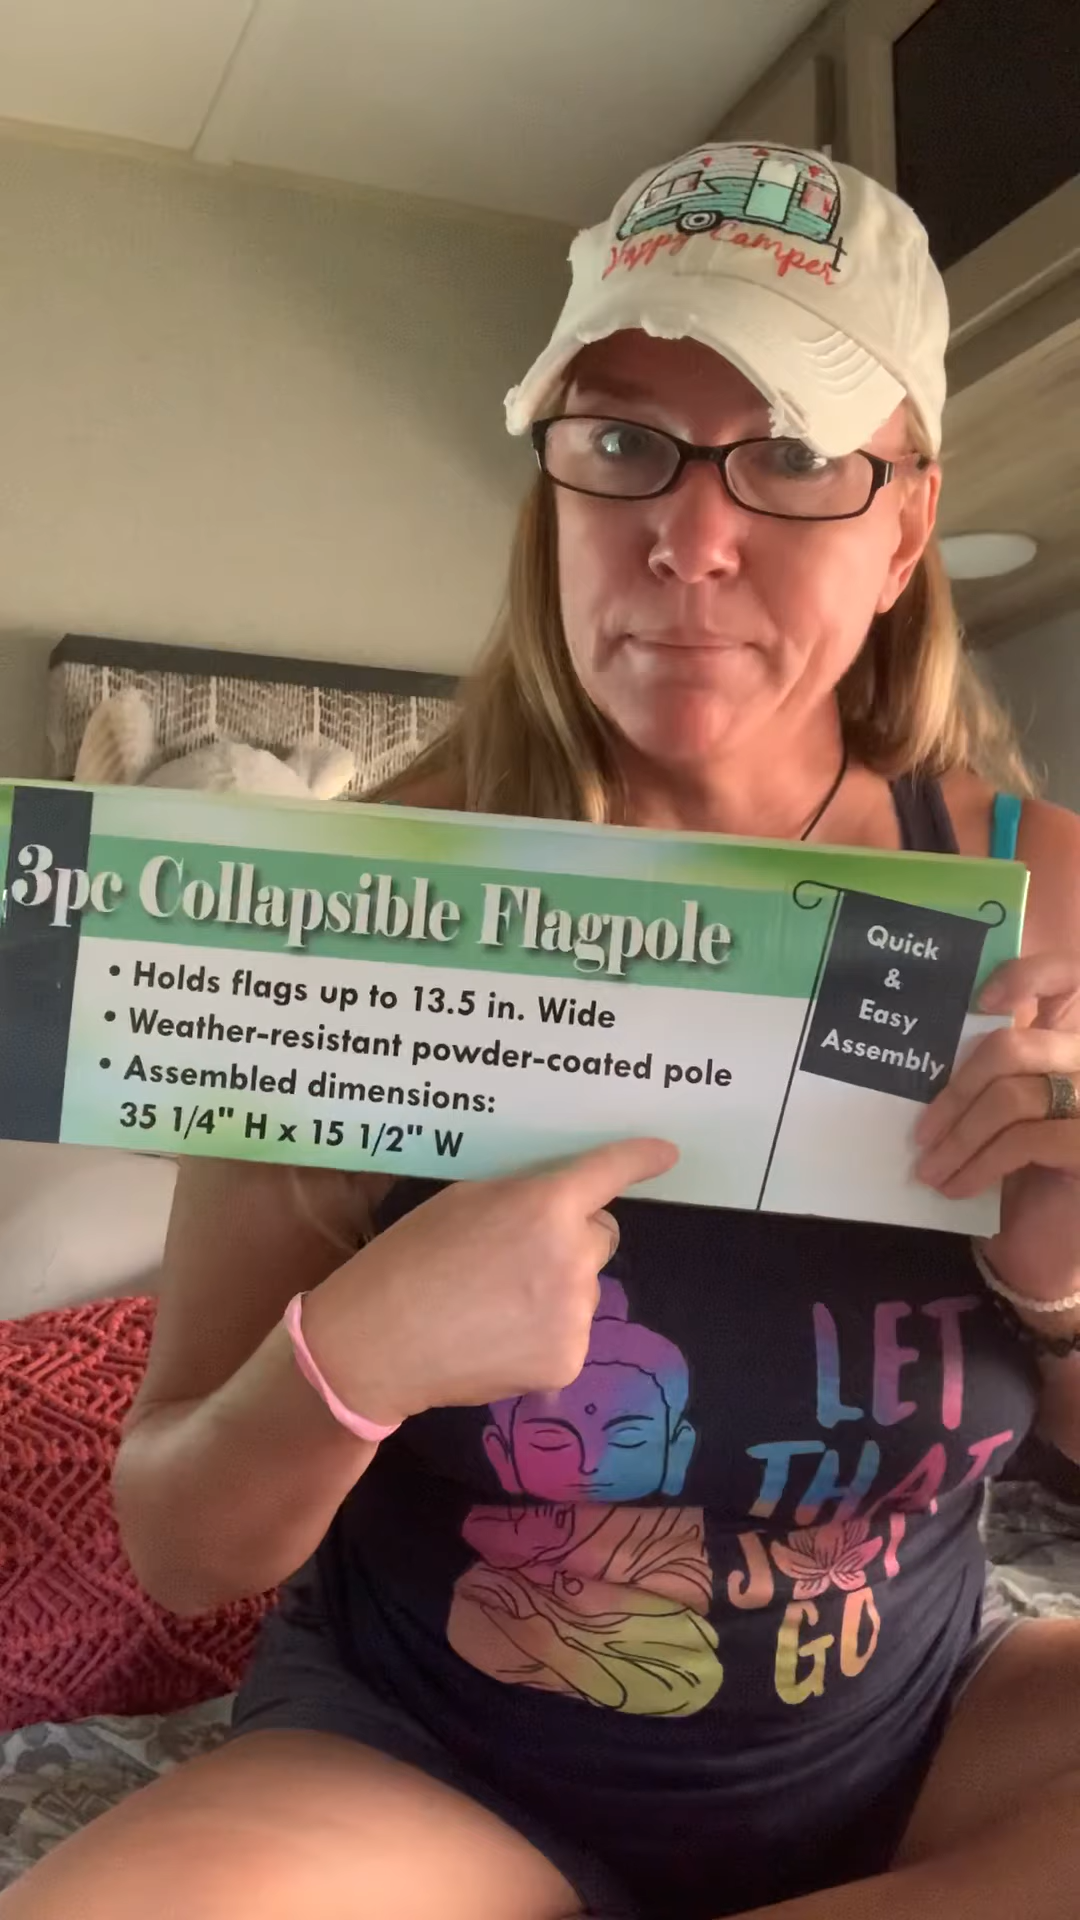 Happy Camper
3pc Collapsible Flagpole
• Holds flags up to 13.5 in. Wide
• Weather-resistant powder-coated pole
• Assembled dimensions:
35 1/4" H x 15 1/2" W
Quick
&
Easy
Assembly
LET
THAT
GO